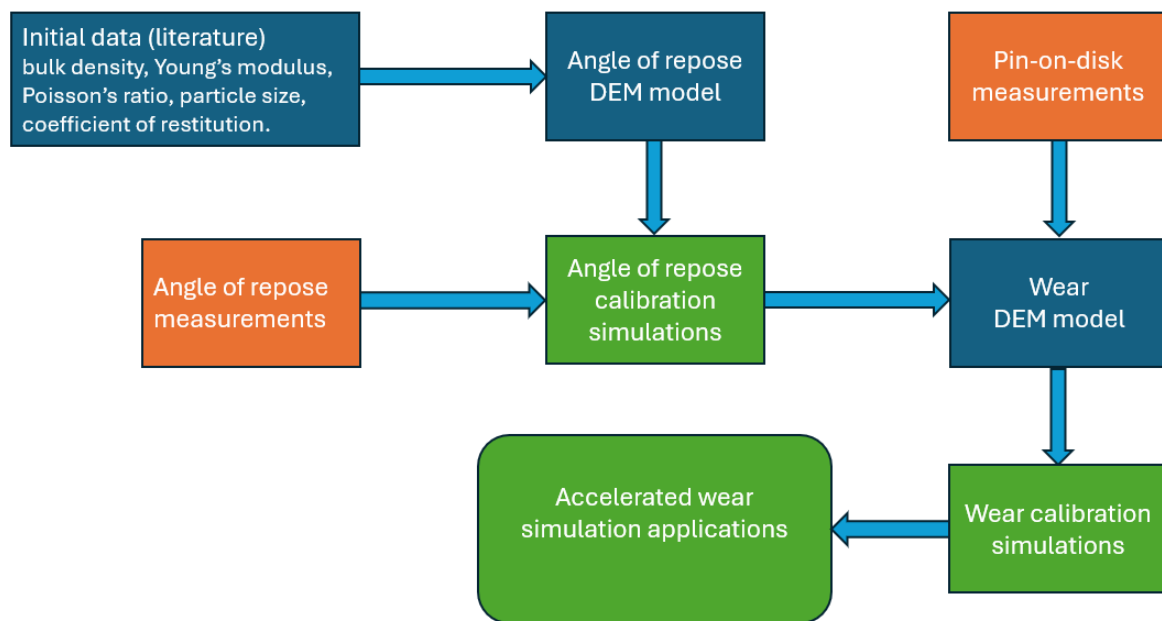 Initial data (literature)
bulk density, Young's modulus,
Poisson's ratio, particle size,
coefficient of restitution.
Angle of repose
DEM model
Pin-on-disk
measurements
Angle of repose
measurements
Angle of repose
calibration
simulations
Wear
DEM model
Accelerated wear
simulation applications
Wear calibration
simulations